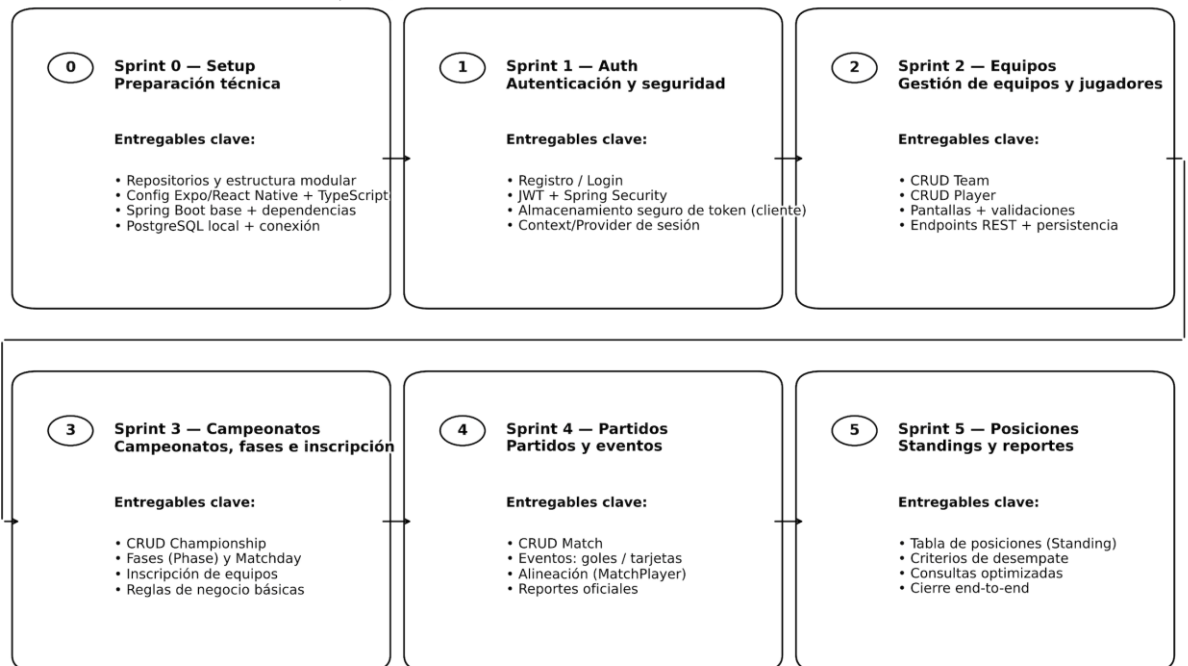 0
Sprint 0 — Setup
Preparación técnica
Entregables clave:
• Repositorios y estructura modular
• Config Expo/React Native + TypeScript
• Spring Boot base + dependencias
• PostgreSQL local + conexión
1
Sprint 1 — Auth
Autenticación y seguridad
Entregables clave:
• Registro / Login
• JWT + Spring Security
• Almacenamiento seguro de token (cliente)
• Context/Provider de sesión
2
Sprint 2 — Equipos
Gestión de equipos y jugadores
Entregables clave:
• CRUD Team
• CRUD Player
• Pantallas + validaciones
• Endpoints REST + persistencia
3
Sprint 3 — Campeonatos
Campeonatos, fases e inscripción
Entregables clave:
• CRUD Championship
• Fases (Phase) y Matchday
• Inscripción de equipos
• Reglas de negocio básicas
4
Sprint 4 — Partidos
Partidos y eventos
Entregables clave:
• CRUD Match
• Eventos: goles / tarjetas
• Alineación (MatchPlayer)
• Reportes oficiales
5
Sprint 5 — Posiciones
Standings y reportes
Entregables clave:
• Tabla de posiciones (Standing)
• Criterios de desempate
• Consultas optimizadas
• Cierre end-to-end